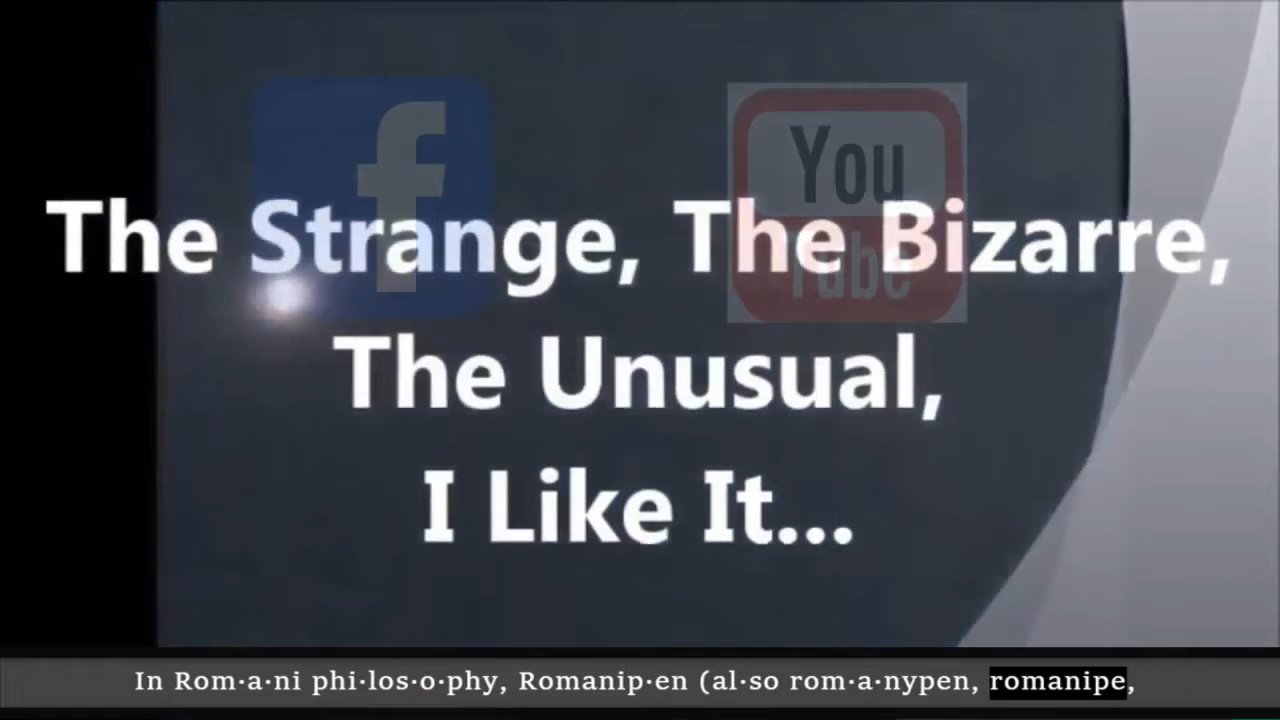 f
You
Tube
The Strange, The Bizarre,
The Unusual,
I Like It...
In Rom·a·ni phi·los·o·phy, Romanip·en (al·so rom·a·nypen, romanipe,